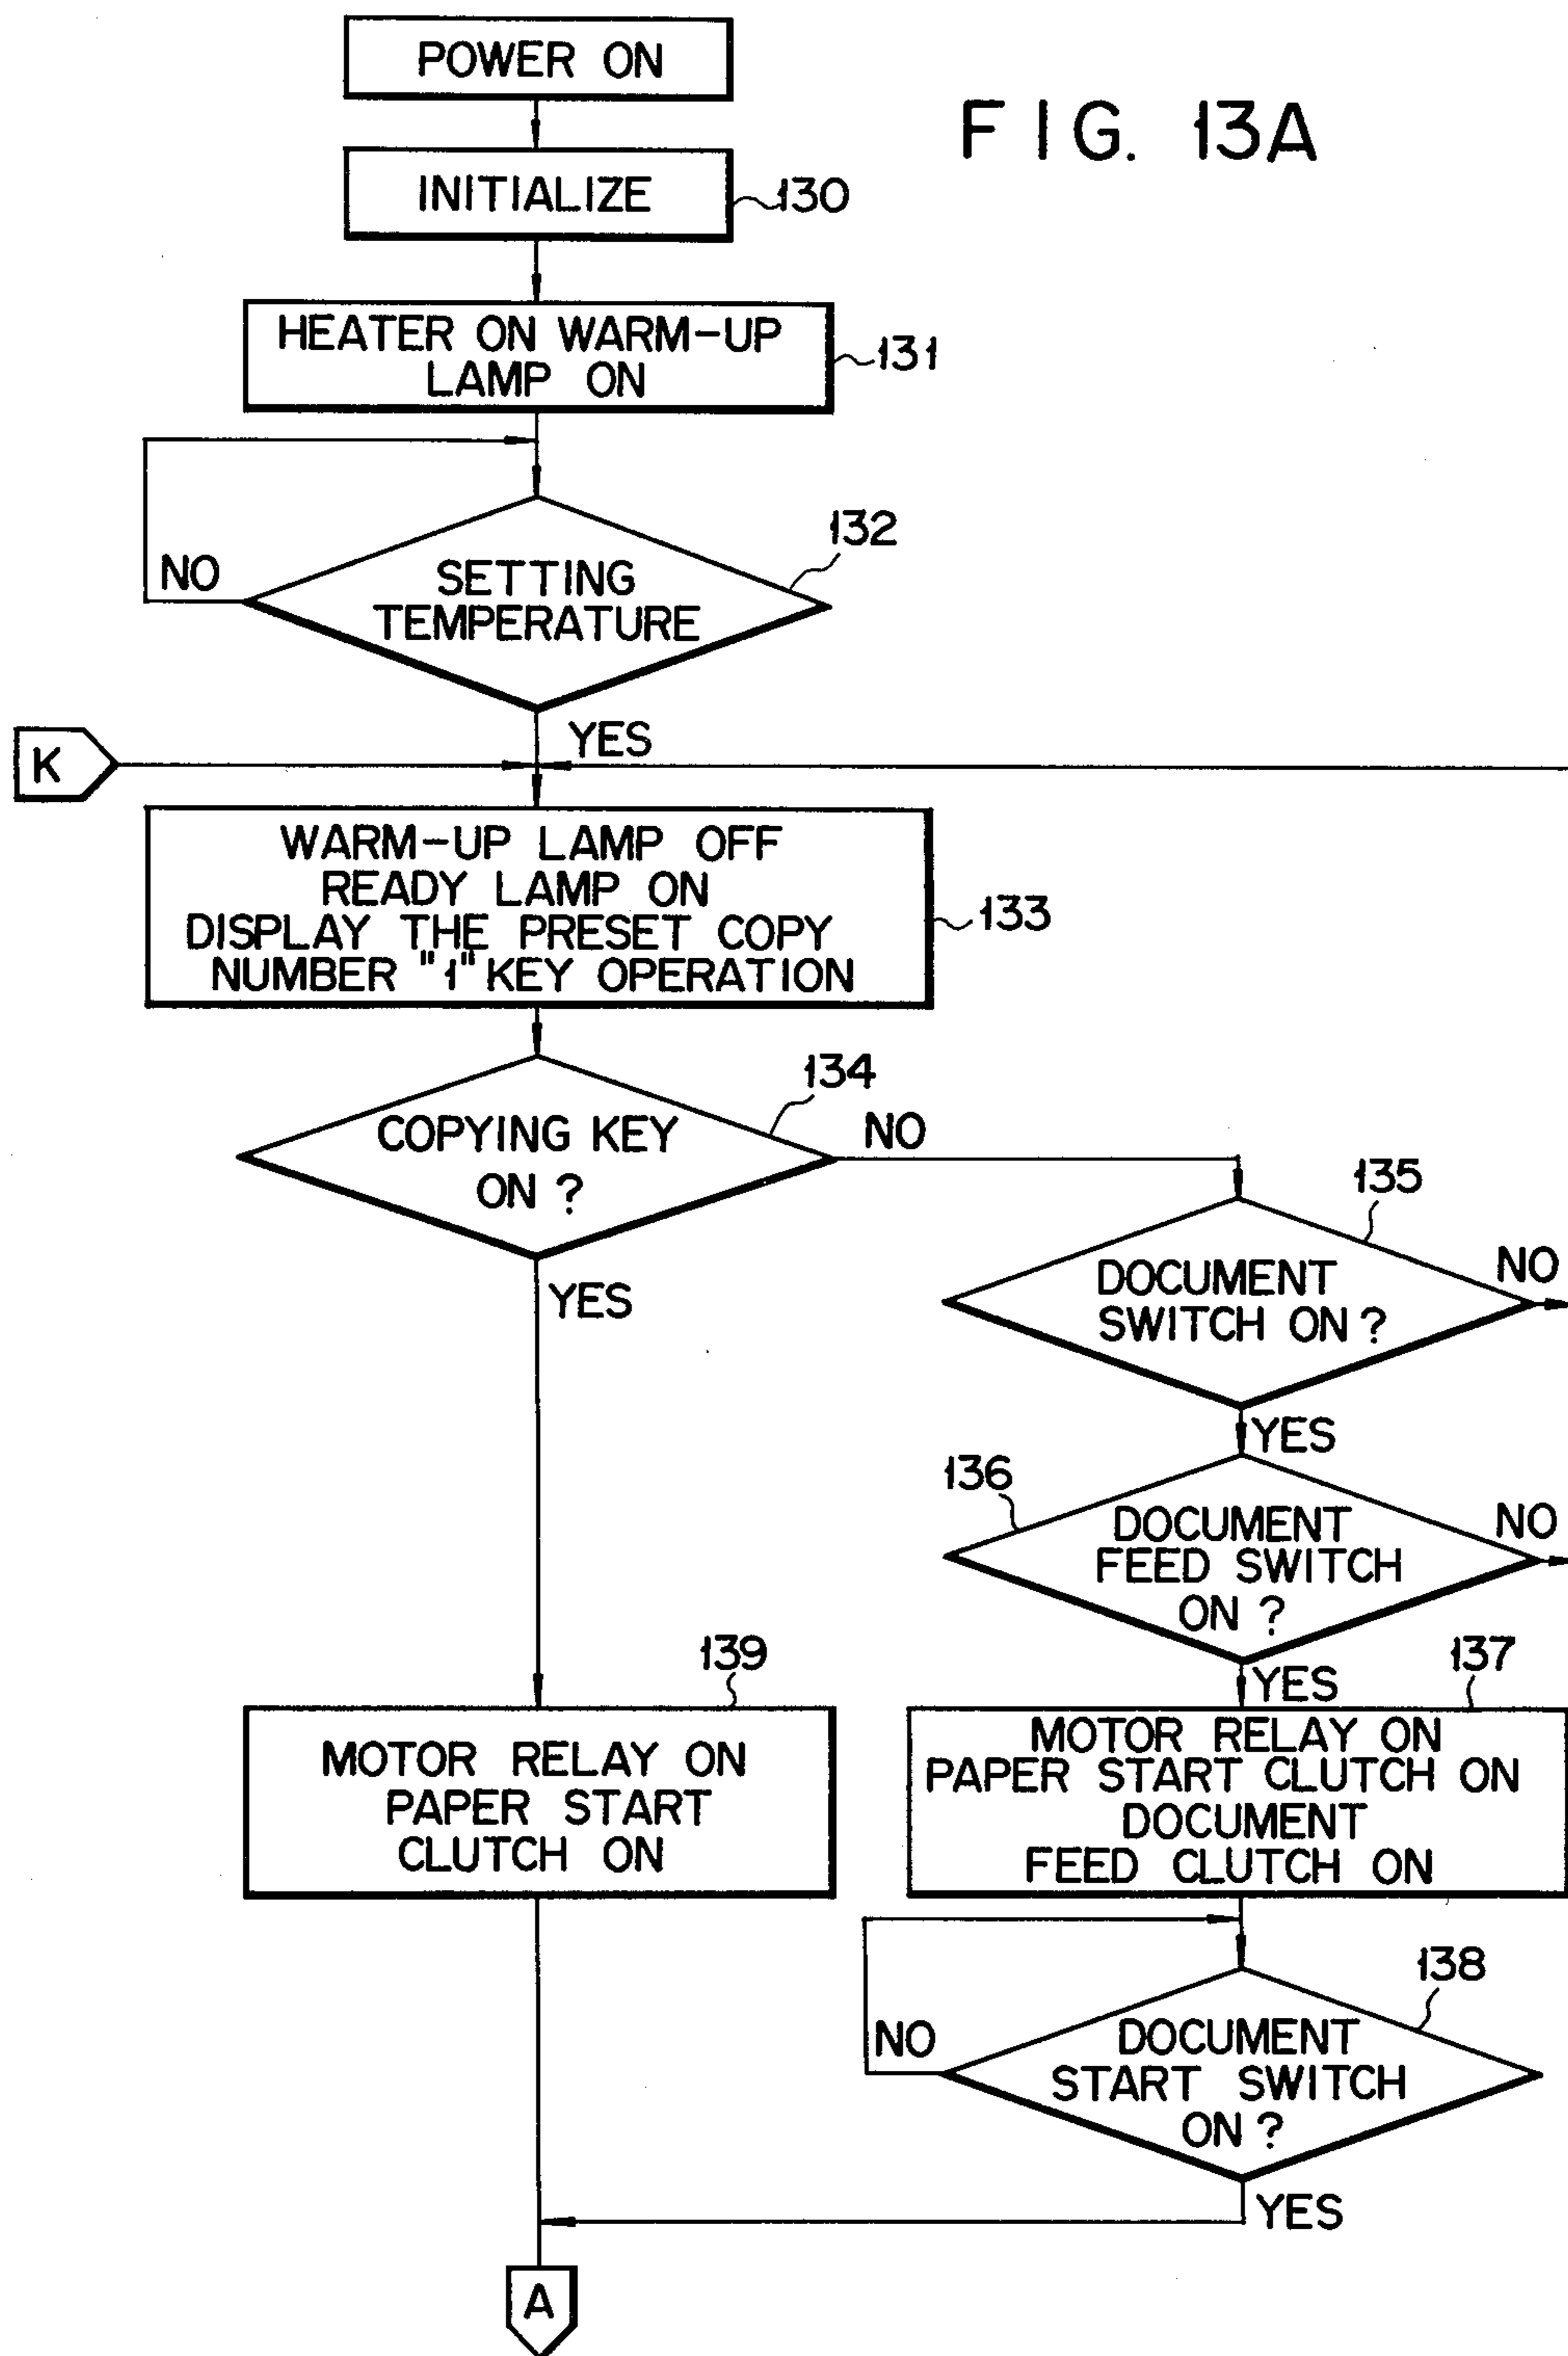 POWER ON
FIG. 13A
INITIALIZE
130
HEATER ON WARM-UP
LAMP ON
131
132
NO
SETTING
TEMPERATURE
YES
K
WARM-UP LAMP OFF
READY LAMP ON
DISPLAY THE PRESET COPY
NUMBER "1" KEY OPERATION
133
134
COPYING KEY
ON ?
NO
YES
135
DOCUMENT
SWITCH ON ?
NO
YES
136
DOCUMENT
FEED SWITCH
ON ?
NO
YES
139
MOTOR RELAY ON
PAPER START
CLUTCH ON
137
MOTOR RELAY ON
PAPER START CLUTCH ON
DOCUMENT
FEED CLUTCH ON
138
NO
DOCUMENT
START SWITCH
ON ?
YES
A